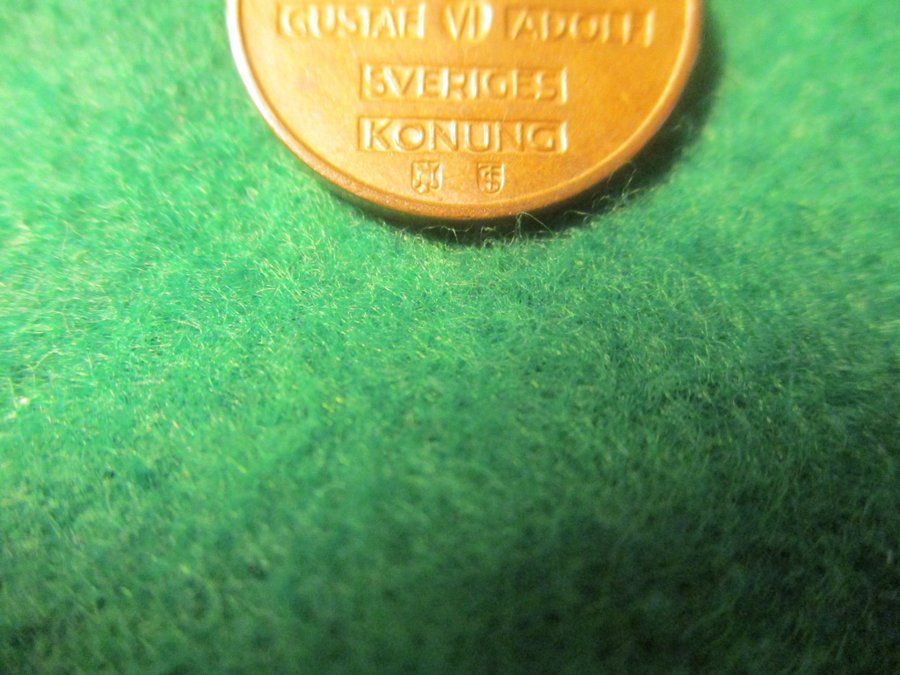 GUSTAF VI ADOLF
SVERIGES
KONUNG